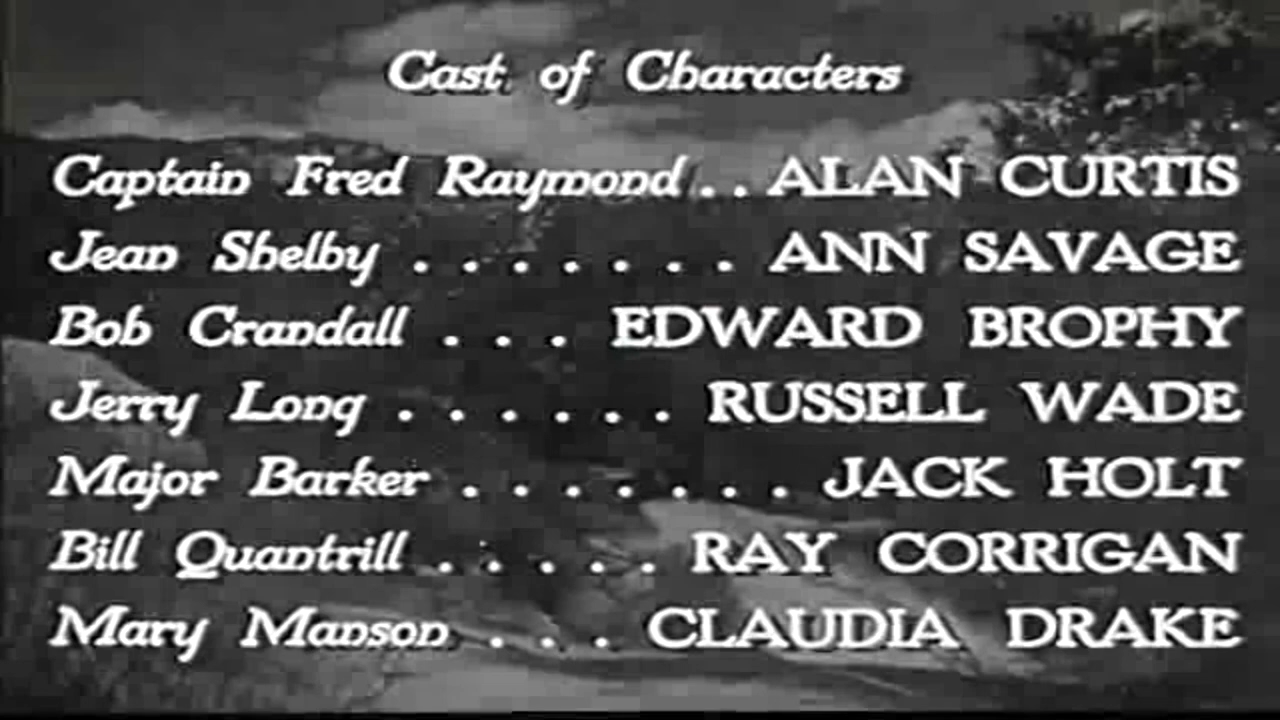 Cast of Characters
Captain Fred Raymond . . ALAN CURTIS
Jean Shelby . . . . . . . ANN SAVAGE
Bob Crandall . . . EDWARD BROPHY
Jerry Long . . . . . . RUSSELL WADE
Major Barker . . . . . . . JACK HOLT
Bill Quantrill . . . . . RAY CORRIGAN
Mary Manson . . . CLAUDIA DRAKE